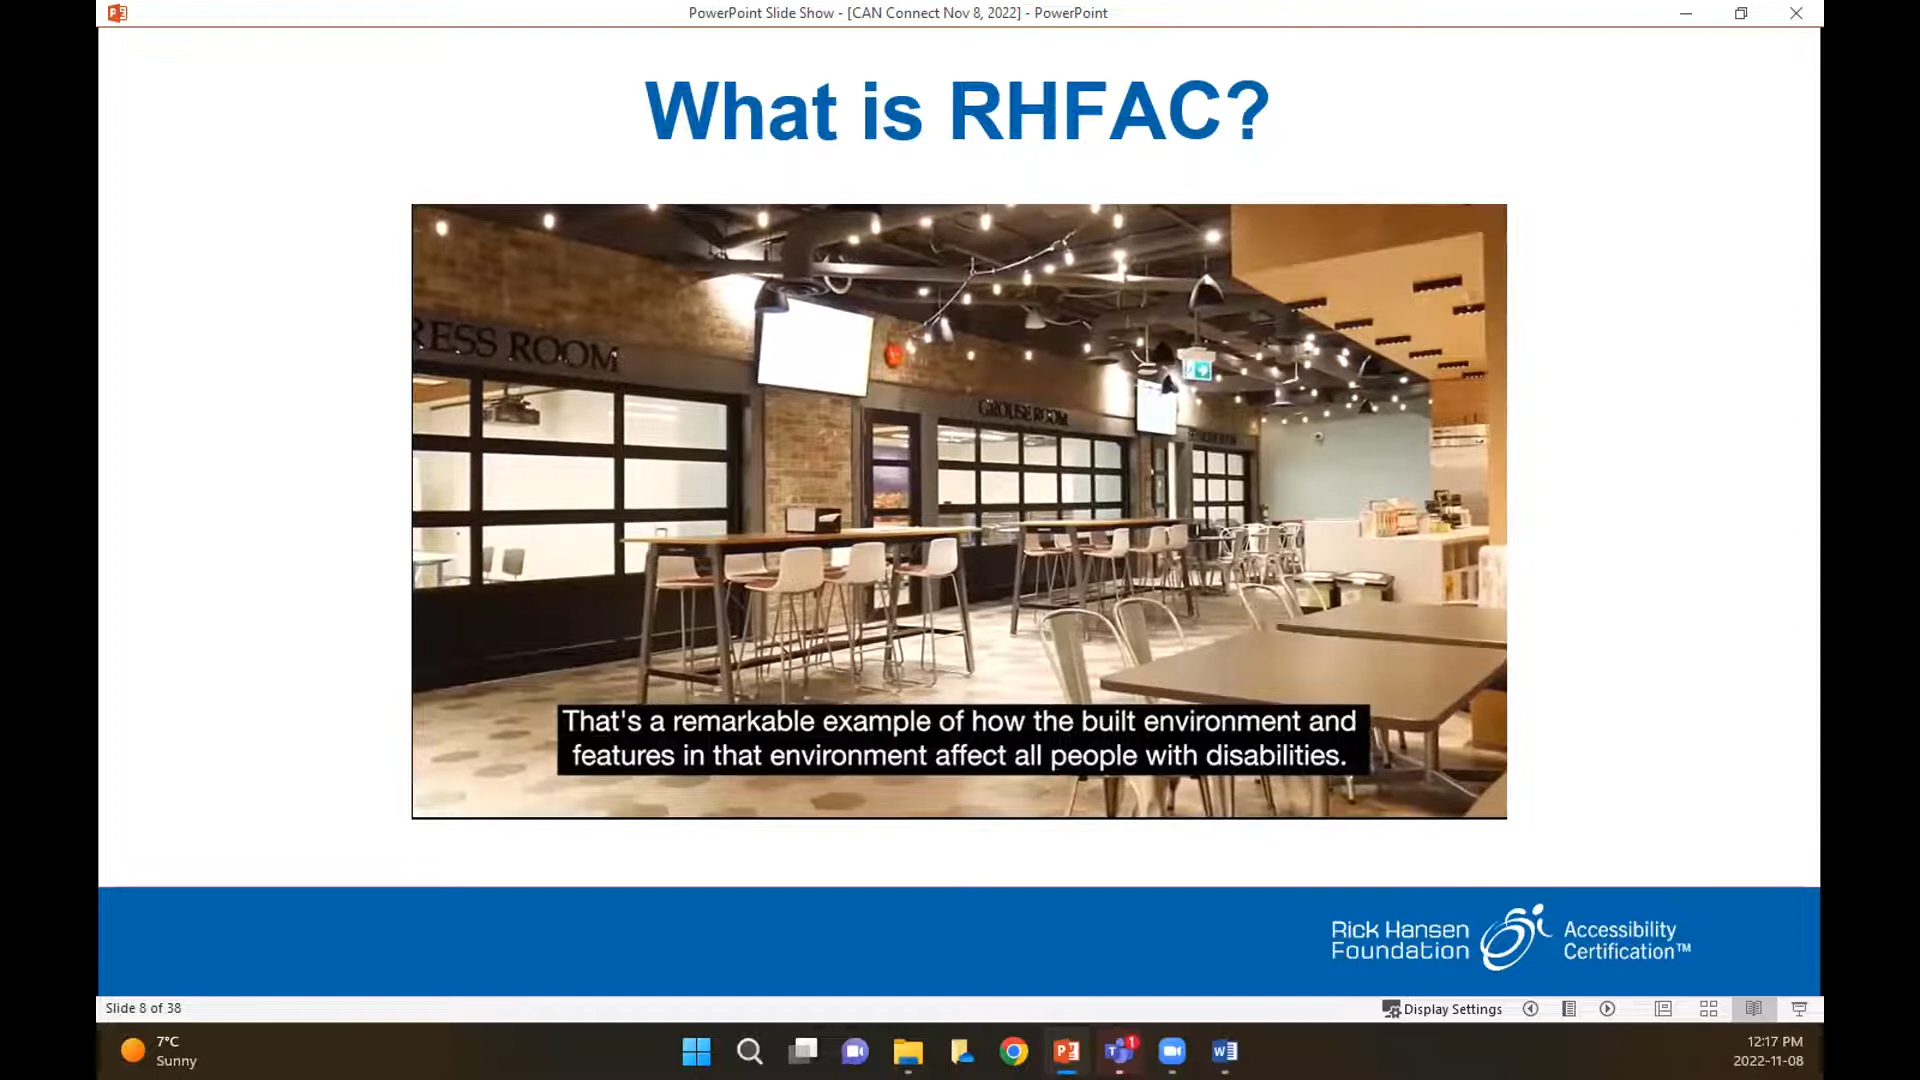 PowerPoint Slide Show - [CAN Connect Nov 8, 2022] - PowerPoint
What is RHFAC?
RESS ROOM
GROUSE ROOM
That's a remarkable example of how the built environment and
features in that environment affect all people with disabilities.
Rick Hansen
Foundation
Accessibility
Certification™
Slide 8 of 38
Display Settings
7°C
Sunny
1
12:17 PM
2022-11-08